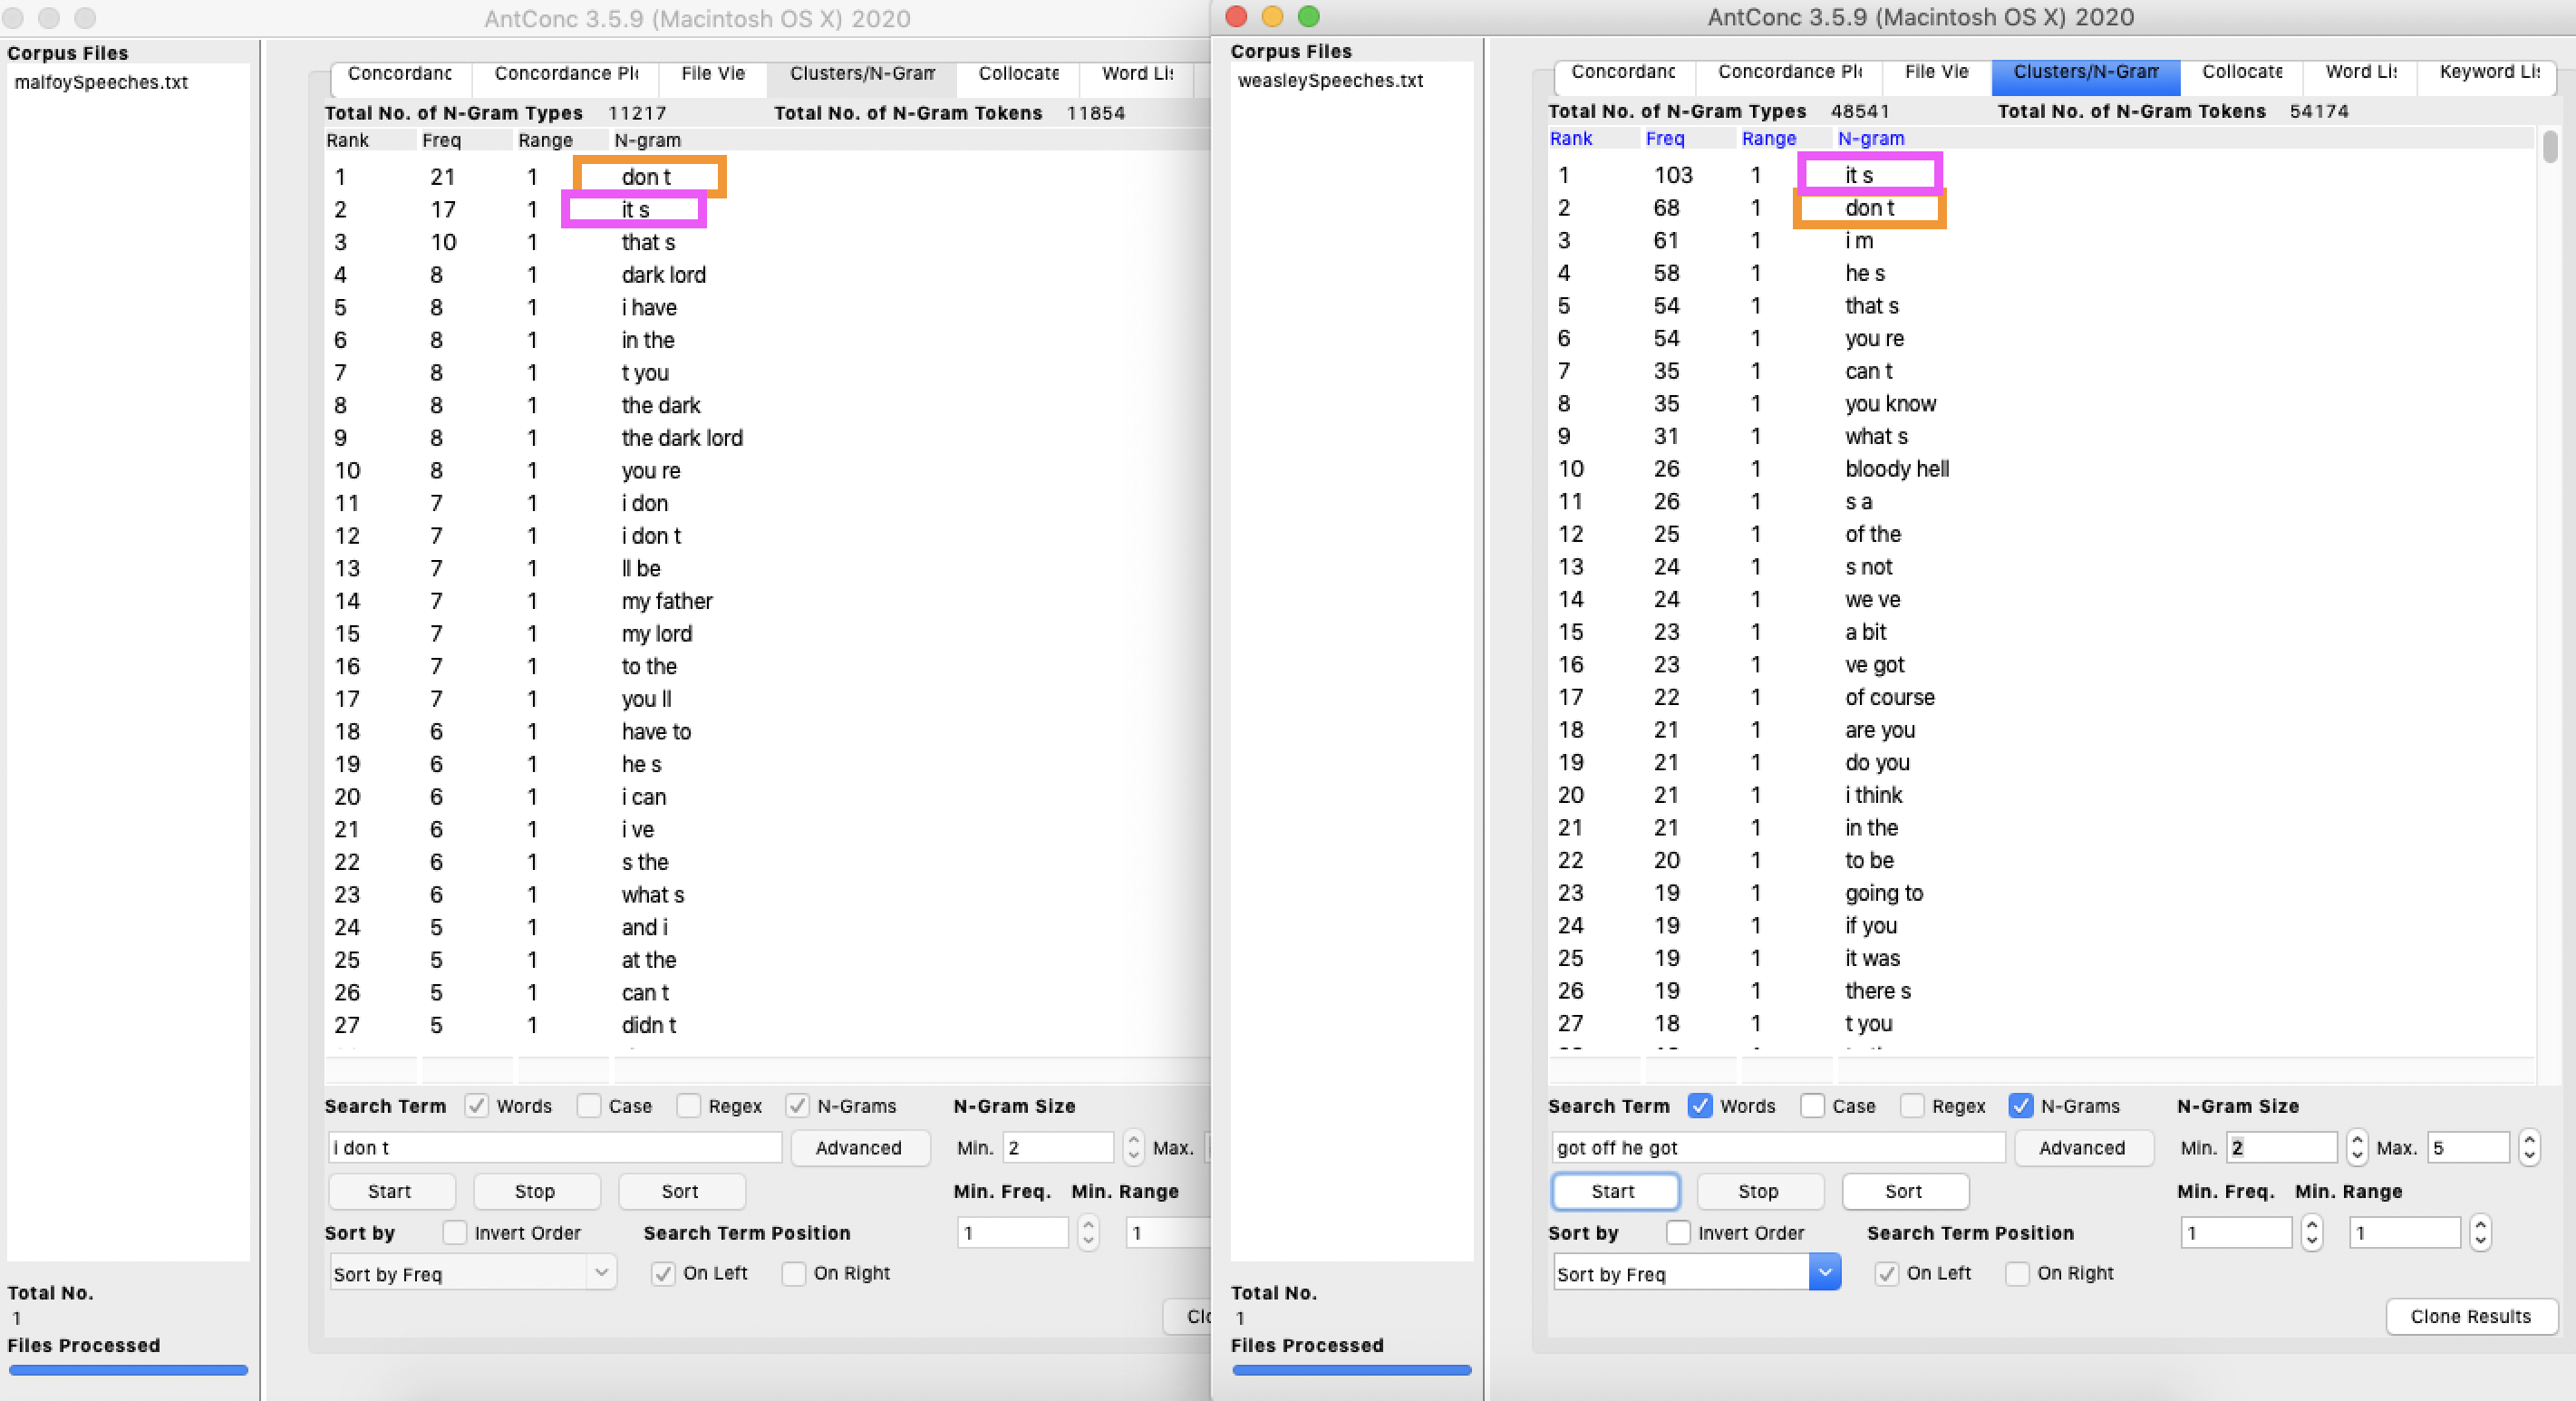 AntConc 3.5.9 (Macintosh OS X) 2020
Corpus Files
malfoySpeeches.txt
Concordanc Concordance Plo File Vie Clusters/N-Gram Collocate Word Lis
Total No. of N-Gram Types 11217 Total No. of N-Gram Tokens 11854
Rank Freq Range N-gram
1 21 1 don t
2 17 1 it s
3 10 1 that s
4 8 1 dark lord
5 8 1 i have
6 8 1 in the
7 8 1 t you
8 8 1 the dark
9 8 1 the dark lord
10 8 1 you re
11 7 1 i don
12 7 1 i don t
13 7 1 ll be
14 7 1 my father
15 7 1 my lord
16 7 1 to the
17 7 1 you ll
18 6 1 have to
19 6 1 he s
20 6 1 i can
21 6 1 i ve
22 6 1 s the
23 6 1 what s
24 5 1 and i
25 5 1 at the
26 5 1 can t
27 5 1 didn t
Search Term Words Case Regex N-Grams N-Gram Size
i don t Advanced Min. 2 Max.
Start Stop Sort Min. Freq. Min. Range
Sort by Invert Order Search Term Position 1 1
Sort by Freq On Left On Right
Clo
Total No.
1
Files Processed
AntConc 3.5.9 (Macintosh OS X) 2020
Corpus Files
weasleySpeeches.txt
Concordanc Concordance Plo File Vie Clusters/N-Gram Collocate Word Lis Keyword Lis
Total No. of N-Gram Types 48541 Total No. of N-Gram Tokens 54174
Rank Freq Range N-gram
1 103 1 it s
2 68 1 don t
3 61 1 i m
4 58 1 he s
5 54 1 that s
6 54 1 you re
7 35 1 can t
8 35 1 you know
9 31 1 what s
10 26 1 bloody hell
11 26 1 s a
12 25 1 of the
13 24 1 s not
14 24 1 we ve
15 23 1 a bit
16 23 1 ve got
17 22 1 of course
18 21 1 are you
19 21 1 do you
20 21 1 i think
21 21 1 in the
22 20 1 to be
23 19 1 going to
24 19 1 if you
25 19 1 it was
26 19 1 there s
27 18 1 t you
Search Term Words Case Regex N-Grams N-Gram Size
got off he got Advanced Min. 2 Max. 5
Start Stop Sort Min. Freq. Min. Range
Sort by Invert Order Search Term Position 1 1
Sort by Freq On Left On Right
Clone Results
Total No.
1
Files Processed